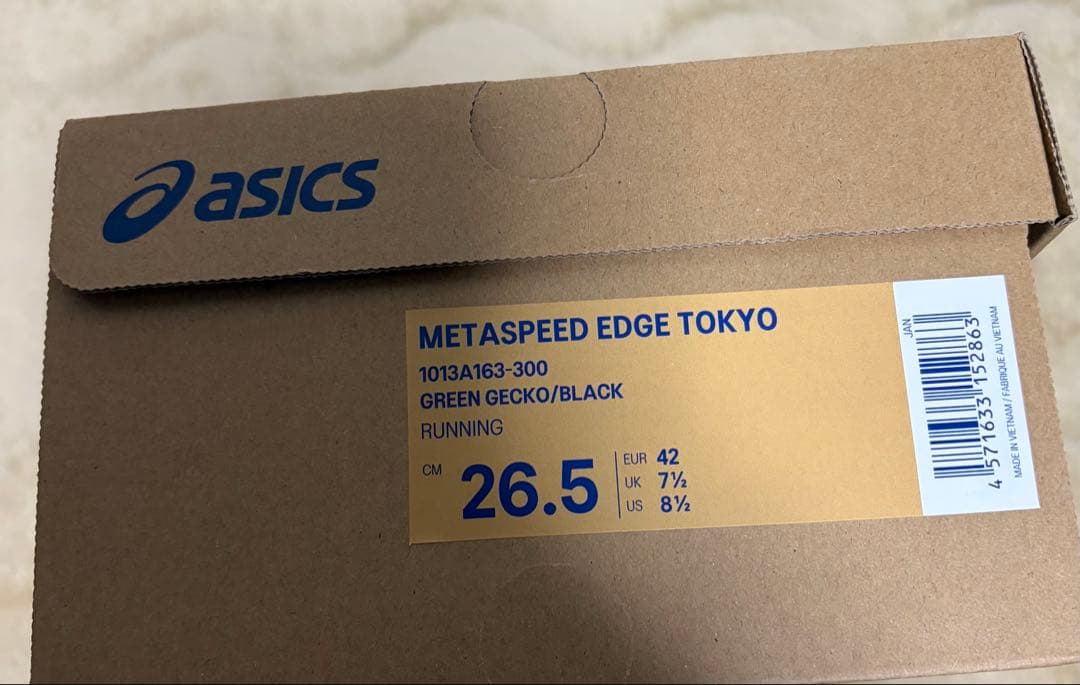 asics
METASPEED EDGE TOKYO
1013A163-300
GREEN GECKO/BLACK
RUNNING
CM 26.5
EUR 42
UK 7½
US 8½
JAN
4 571633 152863
MADE IN VIETNAM / FABRIQUE AU VIETNAM